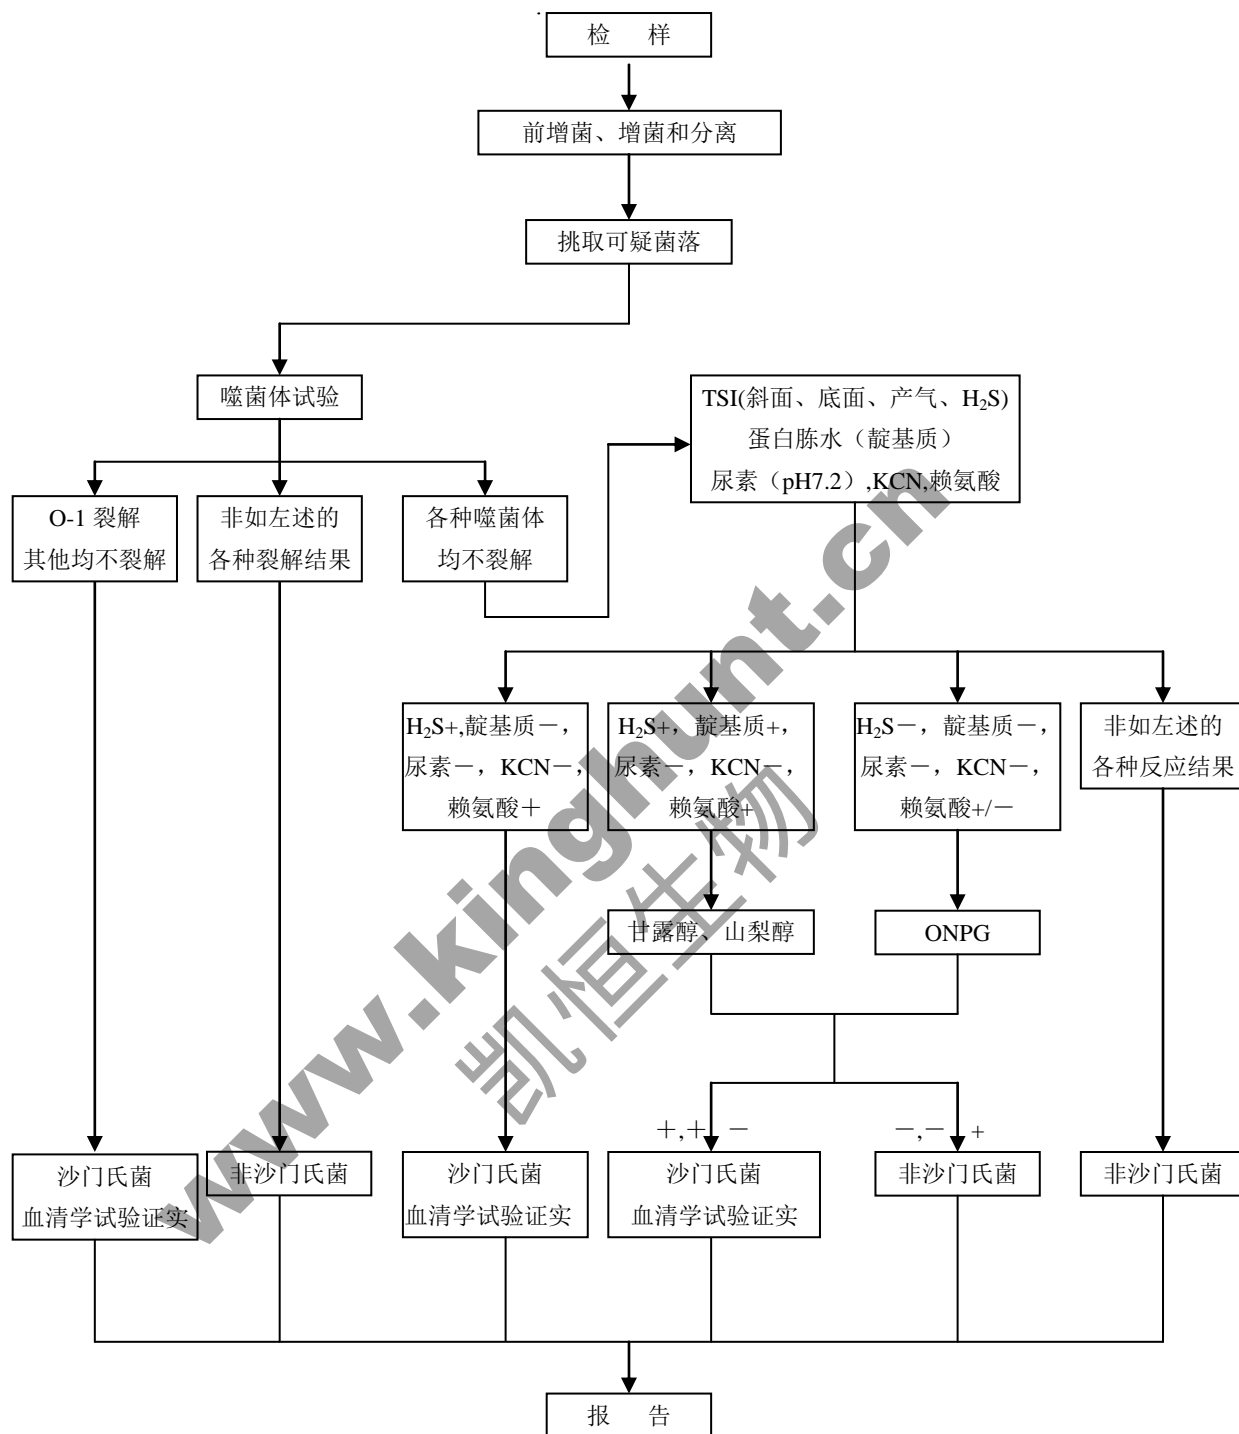 检 样
前增菌、增菌和分离
挑取可疑菌落
噬菌体试验
TSI(斜面、底面、产气、H₂S)
蛋白胨水（靛基质）
尿素（pH7.2）,KCN,赖氨酸
O-1 裂解
其他均不裂解
非如左述的
各种裂解结果
各种噬菌体
均不裂解
H₂S+,靛基质－,
尿素－，KCN－,
赖氨酸＋
H₂S+，靛基质+,
尿素－，KCN－,
赖氨酸+
H₂S－，靛基质－,
尿素－，KCN－,
赖氨酸+/－
非如左述的
各种反应结果
甘露醇、山梨醇
ONPG
＋,＋ －
－,－ +
沙门氏菌
血清学试验证实
非沙门氏菌
沙门氏菌
血清学试验证实
沙门氏菌
血清学试验证实
非沙门氏菌
非沙门氏菌
报 告
www.kinghunt.cn
凯恒生物